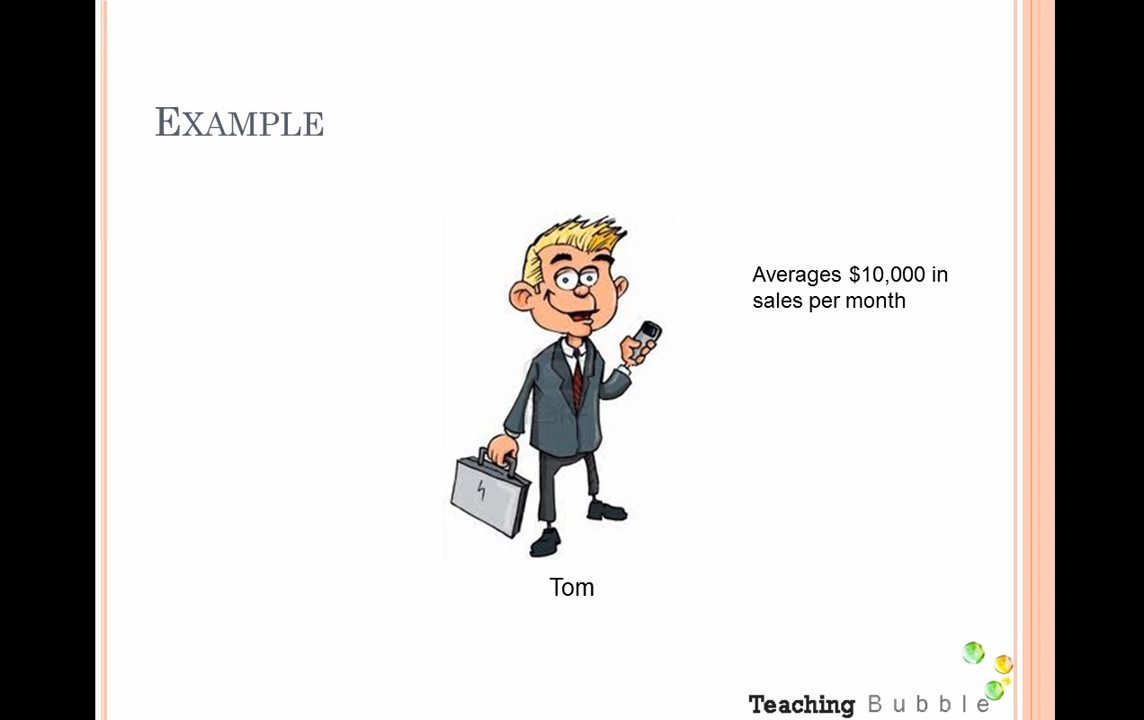 EXAMPLE
Averages $10,000 in
sales per month
Tom
Teaching Bubble